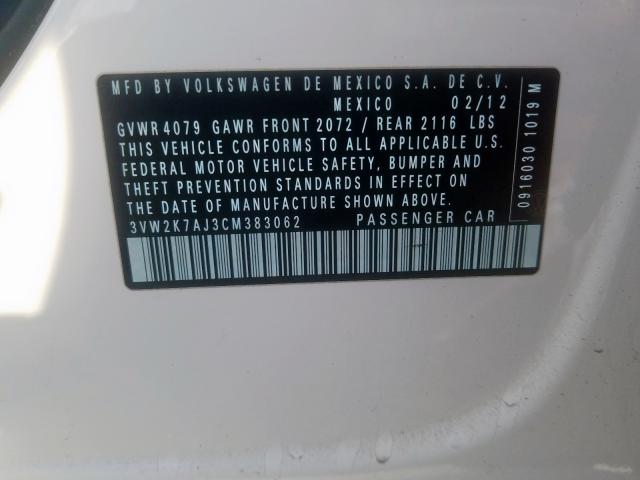 MFD BY VOLKSWAGEN DE MEXICO S.A. DE C.V.
MEXICO 02/12
GVWR 4079 GAWR FRONT 2072 / REAR 2116 LBS
THIS VEHICLE CONFORMS TO ALL APPLICABLE U.S.
FEDERAL MOTOR VEHICLE SAFETY, BUMPER AND
THEFT PREVENTION STANDARDS IN EFFECT ON
THE DATE OF MANUFACTURE SHOWN ABOVE.
3VW2K7AJ3CM383062 PASSENGER CAR
0916030 1019 M